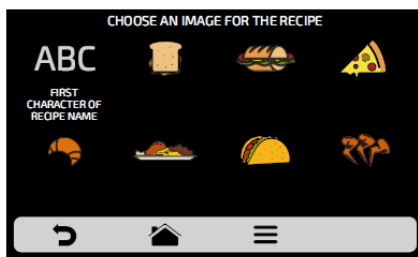 CHOOSE AN IMAGE FOR THE RECIPE
ABC
FIRST
CHARACTER OF
RECIPE NAME